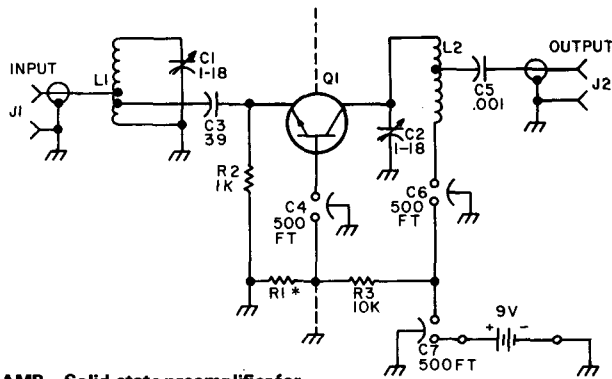 INPUT
J1
L1
C1
1-18
C3
39
Q1
R2
1K
C4
500
FT
R1 *
R3
10K
C2
1-18
L2
C5
.001
OUTPUT
J2
C6
500
FT
C7
500FT
9V
+ -
AMP Solid-state preamplifier for